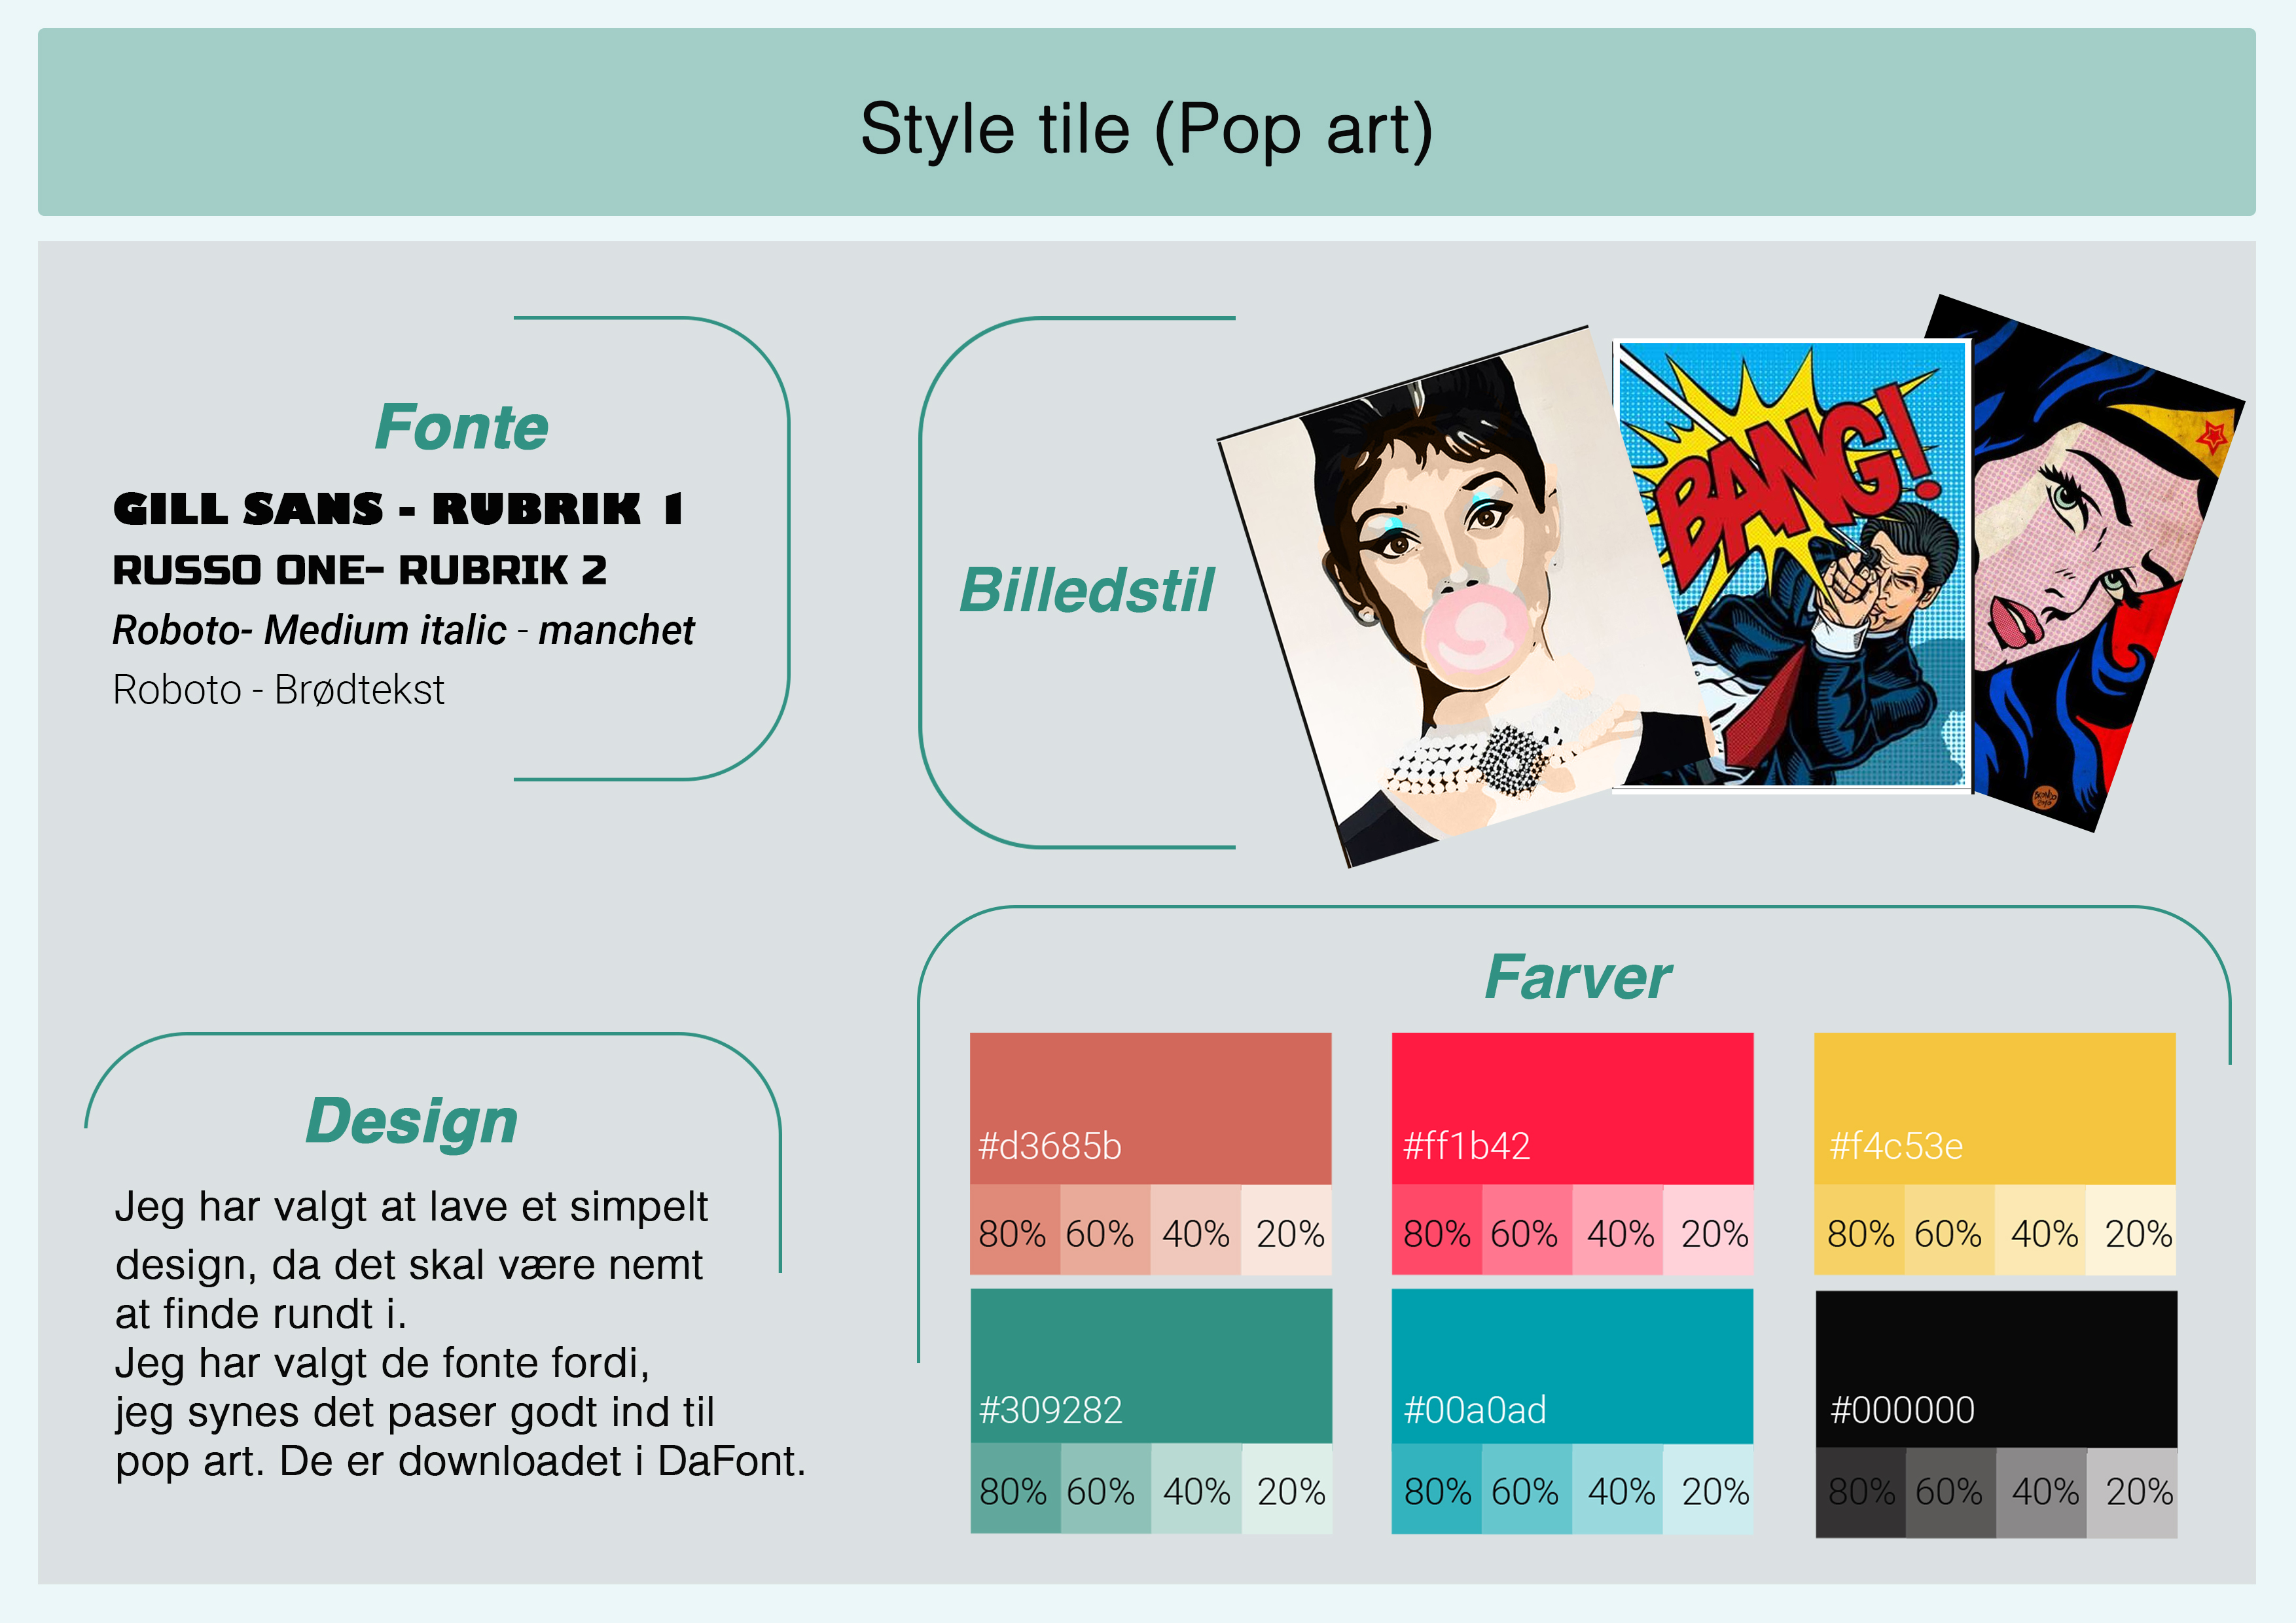 Style tile (Pop art)
Fonte
GILL SANS - RUBRIK 1
RUSSO ONE- RUBRIK 2
Roboto- Medium italic - manchet
Roboto - Brødtekst
Billedstil
BANG!
Design
Jeg har valgt at lave et simpelt
design, da det skal være nemt
at finde rundt i.
Jeg har valgt de fonte fordi,
jeg synes det paser godt ind til
pop art. De er downloadet i DaFont.
Farver
#d3685b
80% 60% 40% 20%
#ff1b42
80% 60% 40% 20%
#f4c53e
80% 60% 40% 20%
#309282
80% 60% 40% 20%
#00a0ad
80% 60% 40% 20%
#000000
80% 60% 40% 20%